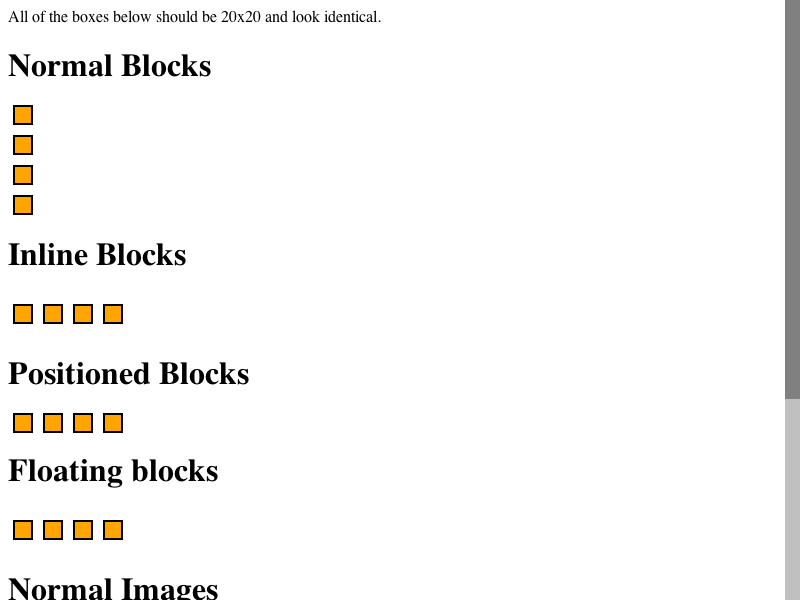 All of the boxes below should be 20x20 and look identical.
Normal Blocks
Inline Blocks
Positioned Blocks
Floating blocks
Normal Images